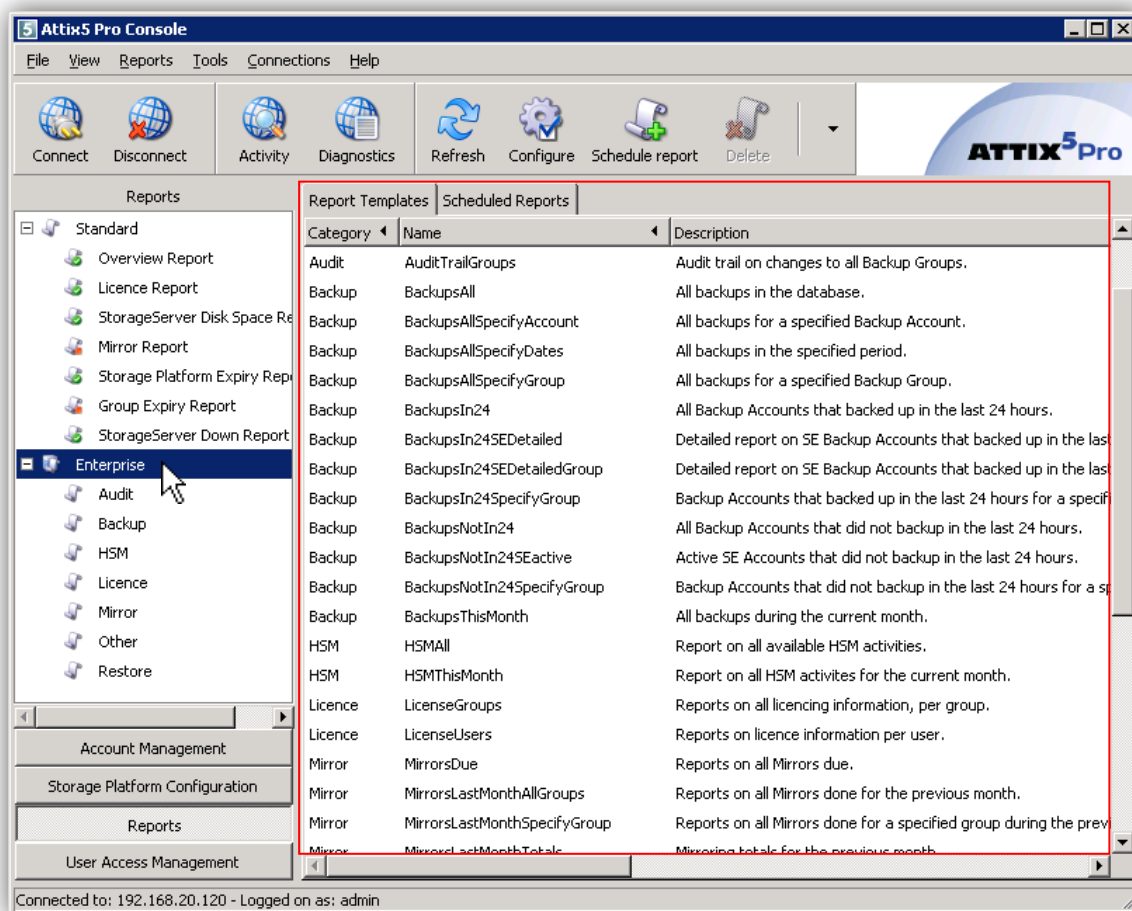 Attix5 Pro Console
File View Reports Tools Connections Help
Connect Disconnect Activity Diagnostics Refresh Configure Schedule report Delete
ATTIX5Pro
Reports
Standard
Overview Report
Licence Report
StorageServer Disk Space Re
Mirror Report
Storage Platform Expiry Rep
Group Expiry Report
StorageServer Down Report
Enterprise
Audit
Backup
HSM
Licence
Mirror
Other
Restore
Account Management
Storage Platform Configuration
Reports
User Access Management
Report Templates Scheduled Reports
Category Name Description
Audit AuditTrailGroups Audit trail on changes to all Backup Groups.
Backup BackupsAll All backups in the database.
Backup BackupsAllSpecifyAccount All backups for a specified Backup Account.
Backup BackupsAllSpecifyDates All backups in the specified period.
Backup BackupsAllSpecifyGroup All backups for a specified Backup Group.
Backup BackupsIn24 All Backup Accounts that backed up in the last 24 hours.
Backup BackupsIn24SEDetailed Detailed report on SE Backup Accounts that backed up in the last
Backup BackupsIn24SEDetailedGroup Detailed report on SE Backup Accounts that backed up in the last
Backup BackupsIn24SpecifyGroup Backup Accounts that backed up in the last 24 hours for a specif
Backup BackupsNotIn24 All Backup Accounts that did not backup in the last 24 hours.
Backup BackupsNotIn24SEactive Active SE Accounts that did not backup in the last 24 hours.
Backup BackupsNotIn24SpecifyGroup Backup Accounts that did not backup in the last 24 hours for a sp
Backup BackupsThisMonth All backups during the current month.
HSM HSMAll Report on all available HSM activities.
HSM HSMThisMonth Report on all HSM activites for the current month.
Licence LicenseGroups Reports on all licencing information, per group.
Licence LicenseUsers Reports on licence information per user.
Mirror MirrorsDue Reports on all Mirrors due.
Mirror MirrorsLastMonthAllGroups Reports on all Mirrors done for the previous month.
Mirror MirrorsLastMonthSpecifyGroup Reports on all Mirrors done for a specified group during the previ
Mirror MirrorsLastMonthTotals Mirroring totals for the previous month
Connected to: 192.168.20.120 - Logged on as: admin